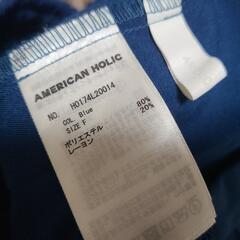 AMERICAN HOLIC
NO. H0174L20014
COL. Blue
SIZE F
ポリエステル 80%
レーヨン 20%